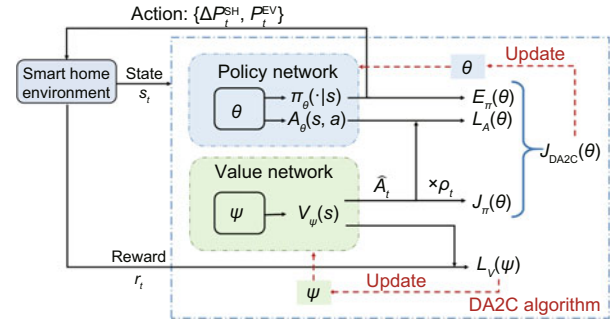 Action: {ΔP_t^SH, P_t^EV}
Smart home
environment
State
s_t
Policy network
θ
π_θ(·|s)
A_θ(s, a)
θ
Update
E_π(θ)
L_A(θ)
J_DA2C(θ)
Value network
ψ
V_ψ(s)
Â_t
×ρ_t
J_π(θ)
Reward
r_t
L_V(ψ)
Update
ψ
DA2C algorithm